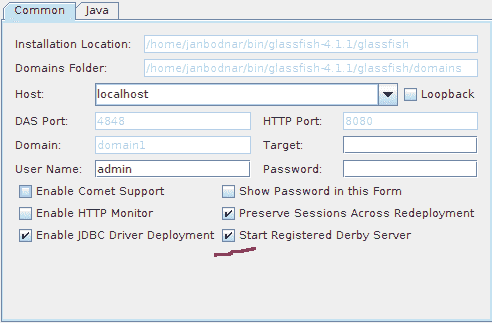 Common Java
Installation Location: /home/janbodnar/bin/glassfish-4.1.1/glassfish
Domains Folder: /home/janbodnar/bin/glassfish-4.1.1/glassfish/domains
Host: localhost Loopback
DAS Port: 4848 HTTP Port: 8080
Domain: domain1 Target:
User Name: admin Password:
Enable Comet Support Show Password in this Form
Enable HTTP Monitor Preserve Sessions Across Redeployment
Enable JDBC Driver Deployment Start Registered Derby Server